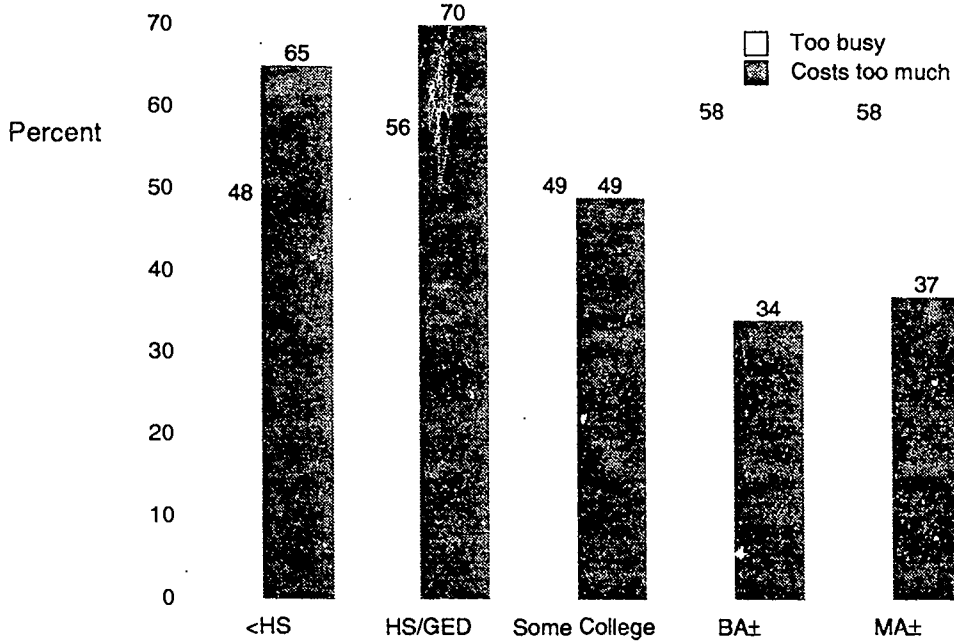 70
70
65
Too busy
Costs too much
60
58
58
Percent
56
50
48
49
49
40
37
34
30
20
10
0
<HS
HS/GED
Some College
BA±
MA±